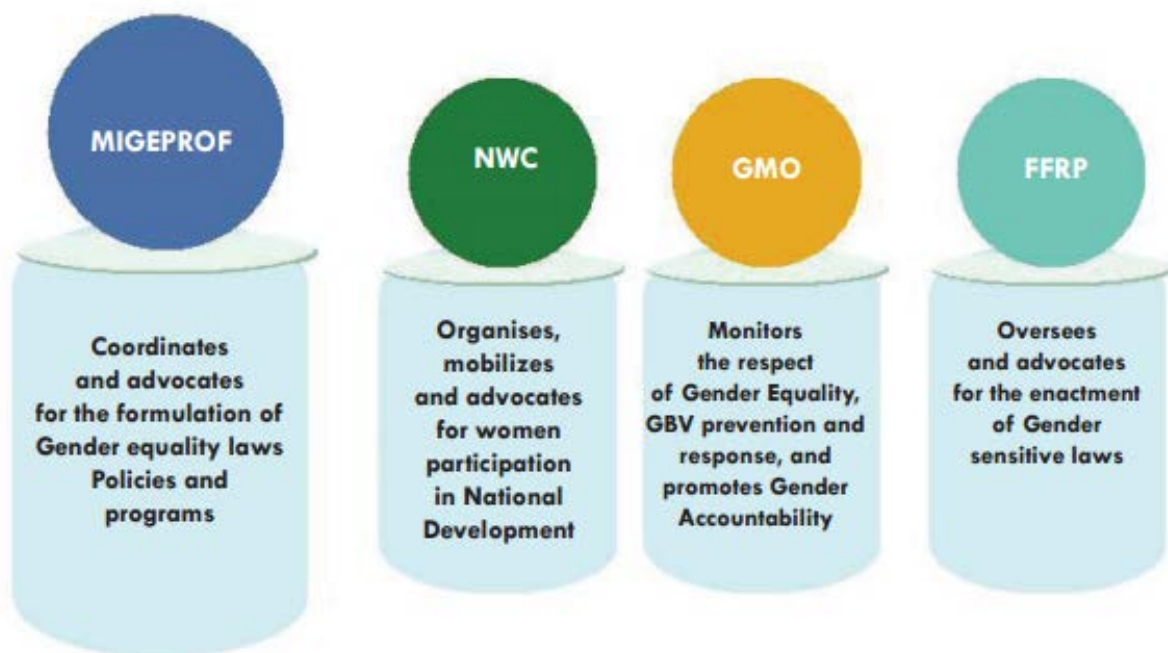 MIGEPROF
Coordinates
and advocates
for the formulation of
Gender equality laws
Policies and
programs
NWC
Organises,
mobilizes
and advocates
for women
participation
in National
Development
GMO
Monitors
the respect
of Gender Equality,
GBV prevention and
response, and
promotes Gender
Accountability
FFRP
Oversees
and advocates
for the enactment
of Gender
sensitive laws